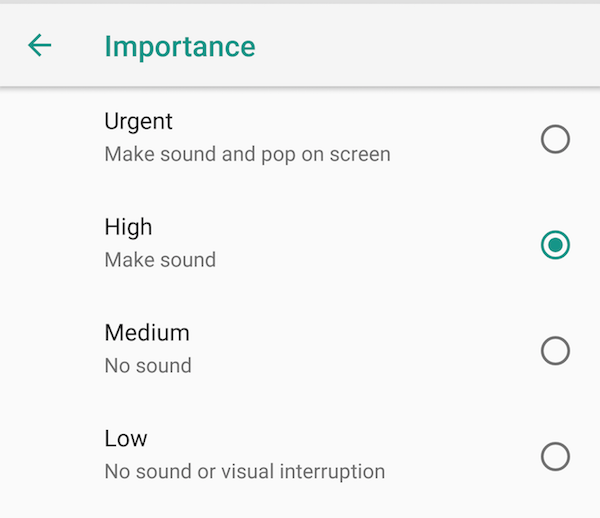 Importance
Urgent
Make sound and pop on screen
High
Make sound
Medium
No sound
Low
No sound or visual interruption